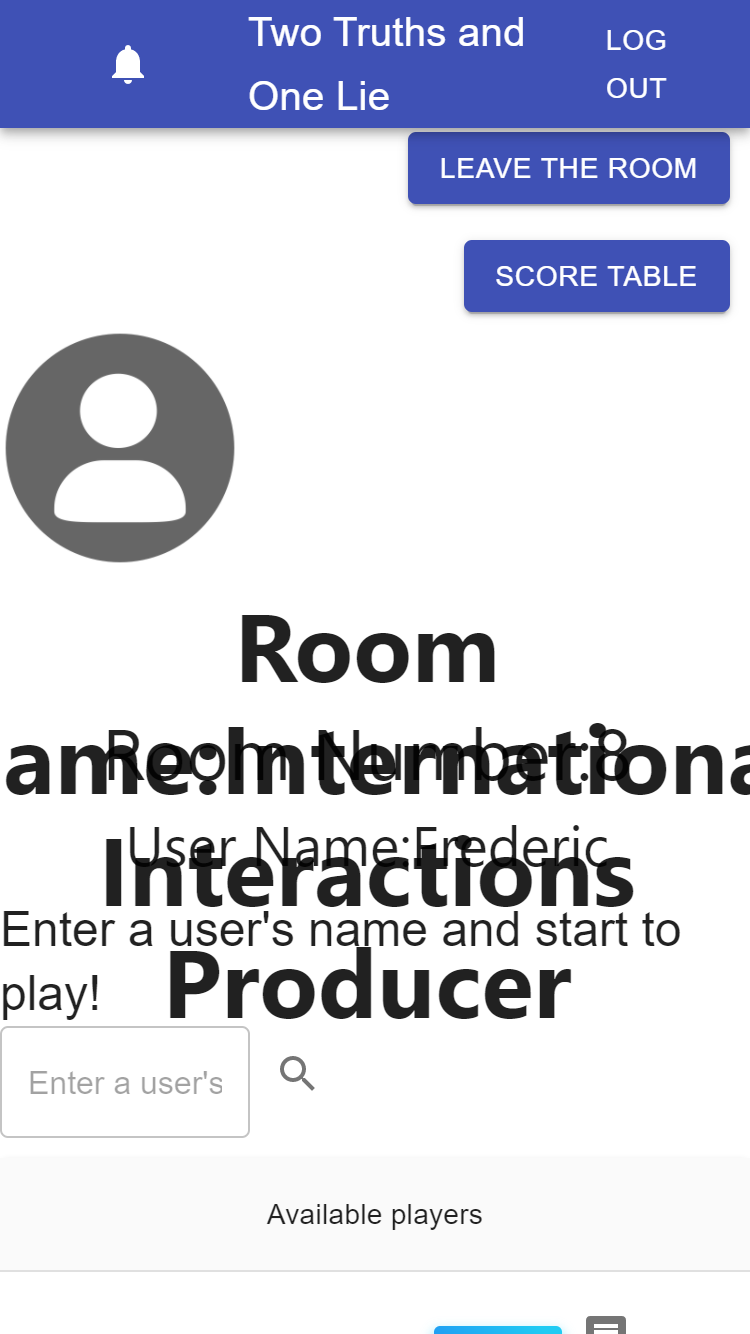 Two Truths and
One Lie
LOG
OUT
LEAVE THE ROOM
SCORE TABLE
Room
ame:Internationa
Room Number:8
User Name:Frederic
Interactions
Enter a user's name and start to
play!
Producer
Enter a user's
Available players